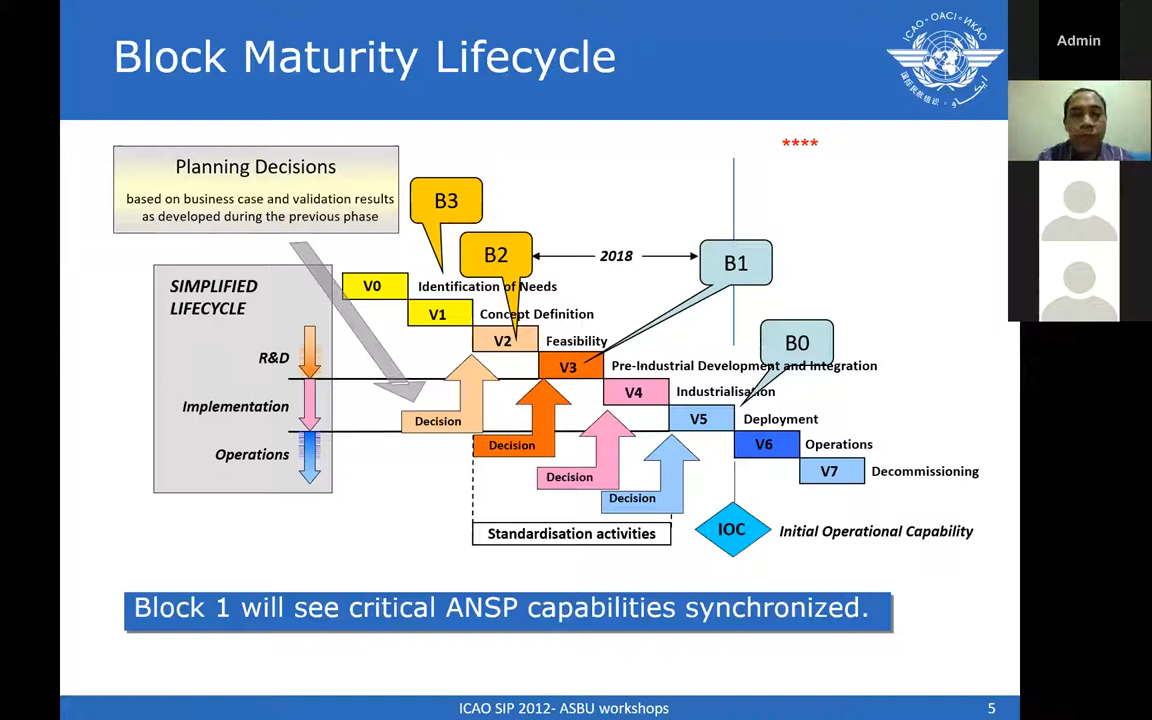 Block Maturity Lifecycle
ICAO·OACI·ИКАО
Admin
****
Planning Decisions
based on business case and validation results
as developed during the previous phase
B3
B2
2018
B1
B0
SIMPLIFIED
LIFECYCLE
R&D
Implementation
Operations
V0 Identification of Needs
V1 Concept Definition
V2 Feasibility
V3 Pre-Industrial Development and Integration
V4 Industrialisation
V5 Deployment
V6 Operations
V7 Decommissioning
Decision
Decision
Decision
Decision
Standardisation activities
IOC
Initial Operational Capability
Block 1 will see critical ANSP capabilities synchronized.
ICAO SIP 2012- ASBU workshops
5